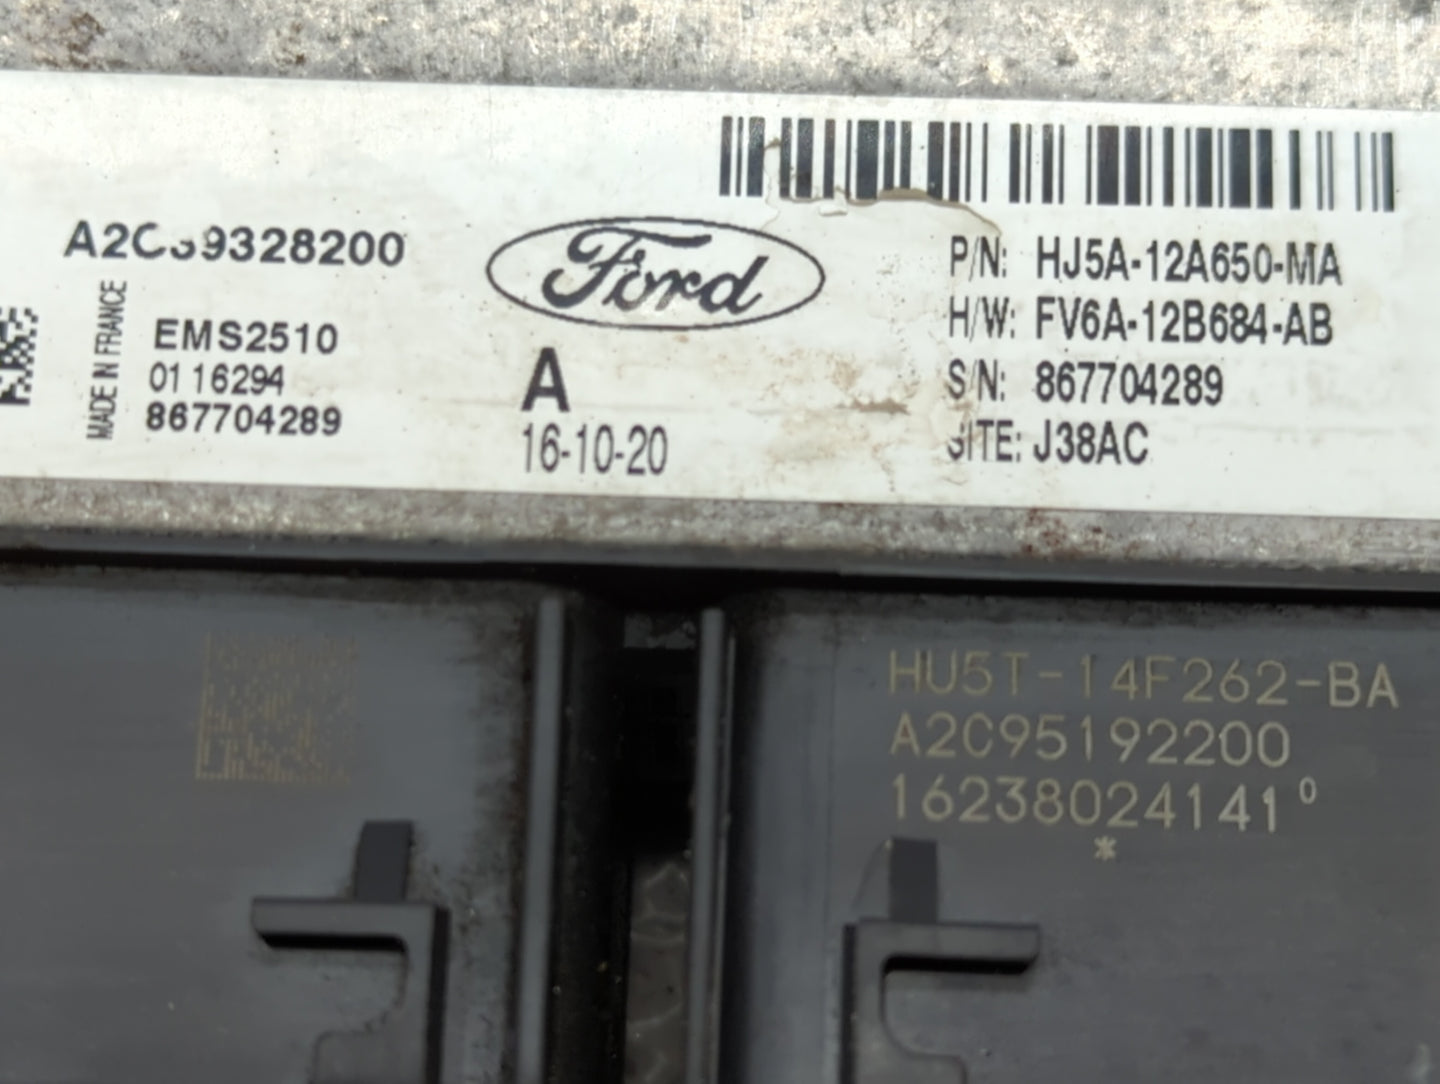 A2C39328200
MADE IN FRANCE
EMS2510
01 16294
867704289
Ford
A
16-10-20
P/N: HJ5A-12A650-MA
H/W: FV6A-12B684-AB
S/N: 867704289
SITE: J38AC
HU5T-14F262-BA
A2C95192200
16238024141 0
*